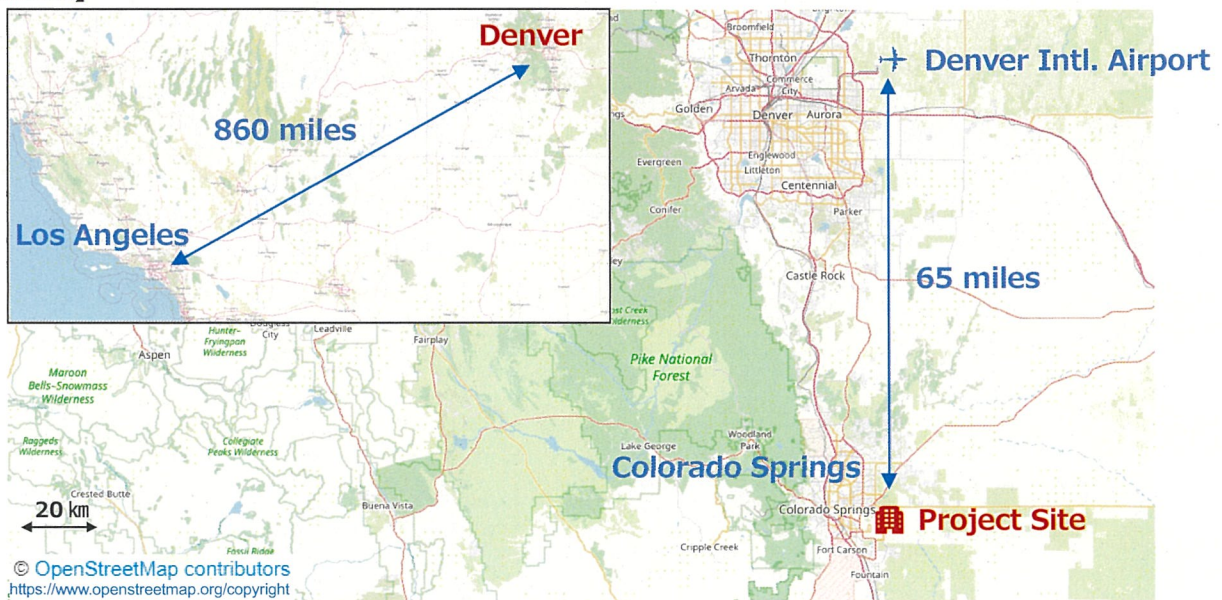 Denver
860 miles
Los Angeles
Broomfield
Thornton
Commerce
City
Arvada
Golden
Denver
Aurora
Denver Intl. Airport
Evergreen
Englewood
Littleton
Centennial
Conifer
Parker
Castle Rock
65 miles
Hunter-
Fryingpan
Wilderness
City
Leadville
Fairplay
Aspen
Maroon
Bells-Snowmass
Wilderness
Pike National
Forest
Raggeds
Wilderness
Collegiate
Peaks Wilderness
Lake George
Woodland
Park
Colorado Springs
Crested Butte
20 km
Buena Vista
Colorado Springs
Project Site
Cripple Creek
Fort Carson
Fountain
Fossil Ridge
© OpenStreetMap contributors
https://www.openstreetmap.org/copyright